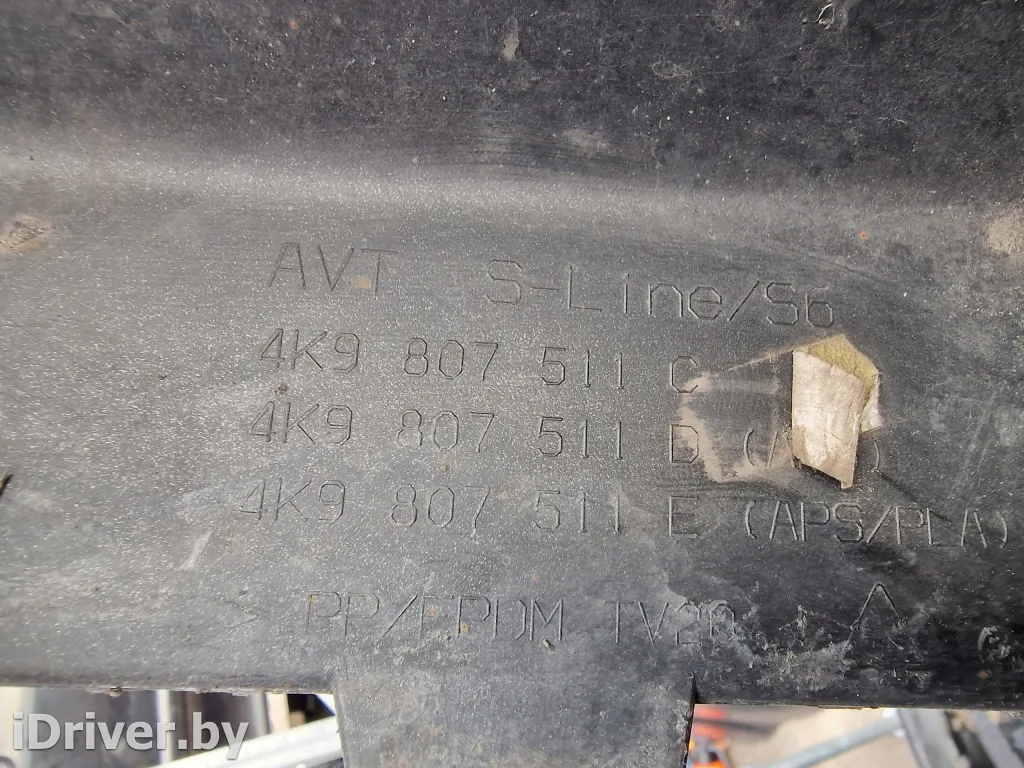 AVT S-Line/S6
4K9 807 511 C
4K9 807 511 D
4K9 807 511 E (APS/PLA)
PP/EPDM
iDriver.by